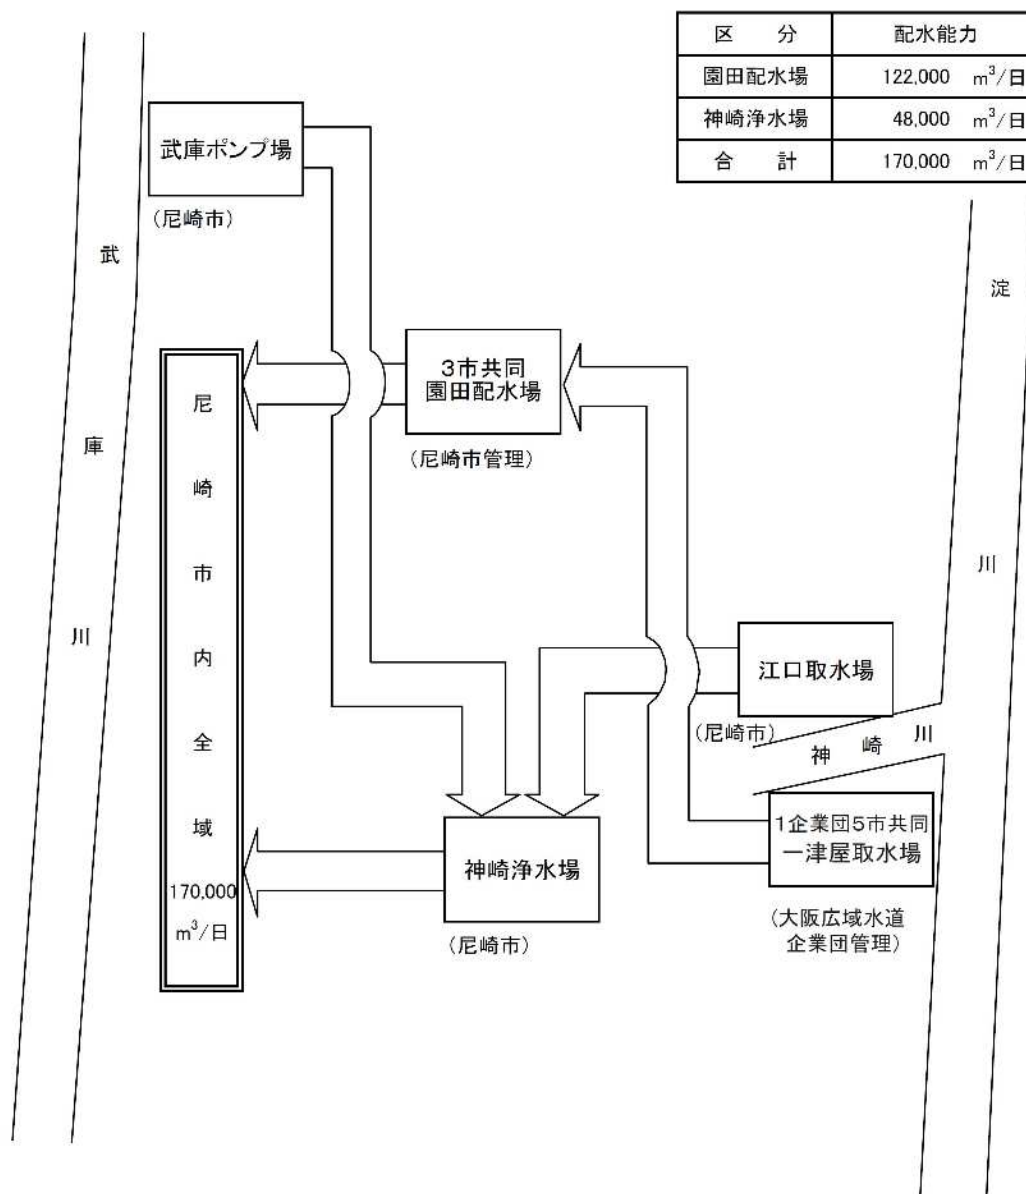 区 分 配水能力
園田配水場 122,000 m³/日
神崎浄水場 48,000 m³/日
合 計 170,000 m³/日
武庫ポンプ場
(尼崎市)
武庫川
淀川
3市共同
園田配水場
(尼崎市管理)
尼崎市内全域
170,000
m³/日
江口取水場
(尼崎市)
神崎川
1企業団5市共同
一津屋取水場
(大阪広域水道
企業団管理)
神崎浄水場
(尼崎市)